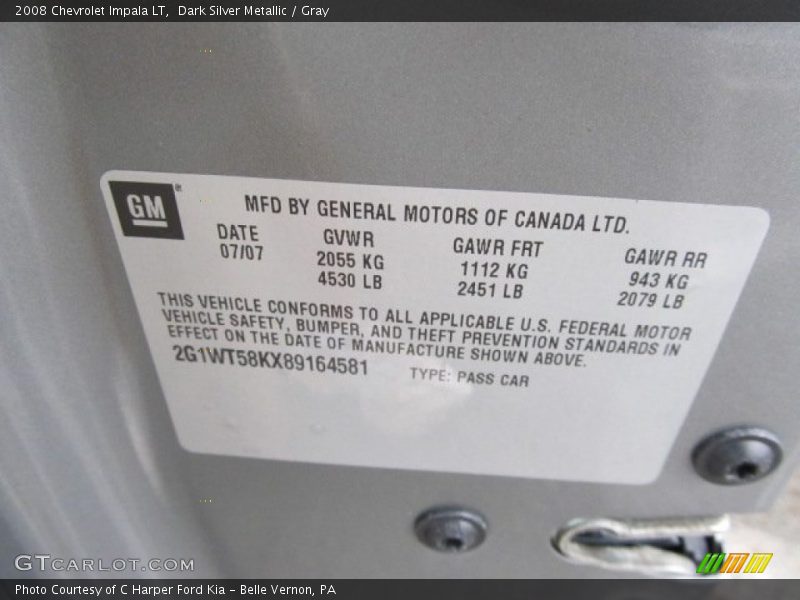 2008 Chevrolet Impala LT,  Dark Silver Metallic / Gray
GM
MFD BY GENERAL MOTORS OF CANADA LTD.
DATE GVWR GAWR FRT GAWR RR
07/07 2055 KG 1112 KG 943 KG
4530 LB 2451 LB 2079 LB
THIS VEHICLE CONFORMS TO ALL APPLICABLE U.S. FEDERAL MOTOR
VEHICLE SAFETY, BUMPER, AND THEFT PREVENTION STANDARDS IN
EFFECT ON THE DATE OF MANUFACTURE SHOWN ABOVE.
2G1WT58KX89164581 TYPE: PASS CAR
GTCARLOT.COM
Photo Courtesy of C Harper Ford Kia - Belle Vernon, PA